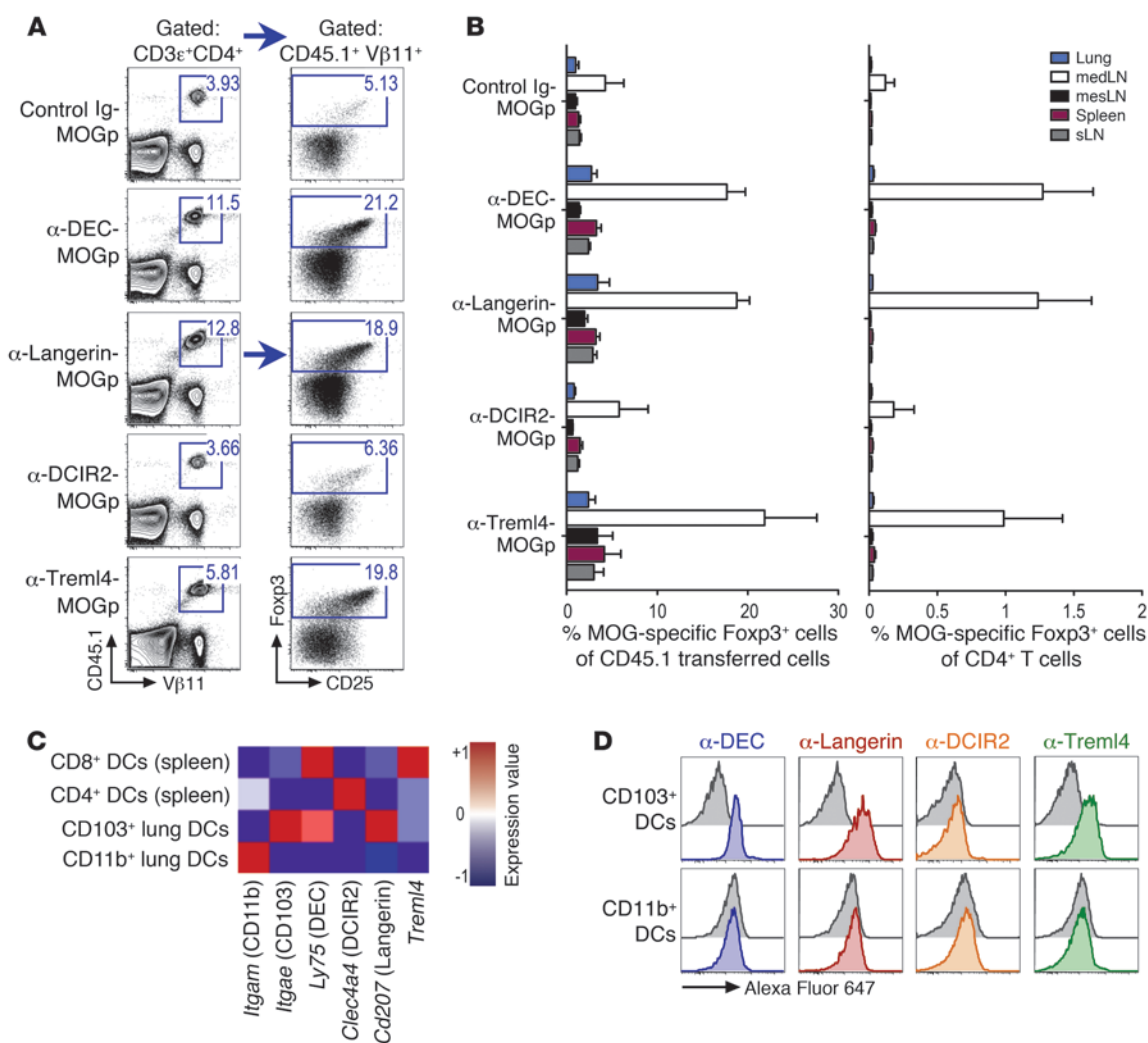 A
Gated:
CD3ε⁺CD4⁺
Gated:
CD45.1⁺ Vβ11⁺
Control Ig-
MOGp
3.93
5.13
α-DEC-
MOGp
11.5
21.2
α-Langerin-
MOGp
12.8
18.9
α-DCIR2-
MOGp
3.66
6.36
α-Treml4-
MOGp
5.81
19.8
CD45.1
Vβ11
Foxp3
CD25
B
Lung
medLN
mesLN
Spleen
sLN
Control Ig-
MOGp
α-DEC-
MOGp
α-Langerin-
MOGp
α-DCIR2-
MOGp
α-Treml4-
MOGp
0 10 20 30
% MOG-specific Foxp3⁺ cells
of CD45.1 transferred cells
0 0.5 1 1.5 2
% MOG-specific Foxp3⁺ cells
of CD4⁺ T cells
C
CD8⁺ DCs (spleen)
CD4⁺ DCs (spleen)
CD103⁺ lung DCs
CD11b⁺ lung DCs
Itgam (CD11b)
Itgae (CD103)
Ly75 (DEC)
Clec4a4 (DCIR2)
Cd207 (Langerin)
Treml4
+1
0
-1
Expression value
D
α-DEC
α-Langerin
α-DCIR2
α-Treml4
CD103⁺
DCs
CD11b⁺
DCs
Alexa Fluor 647